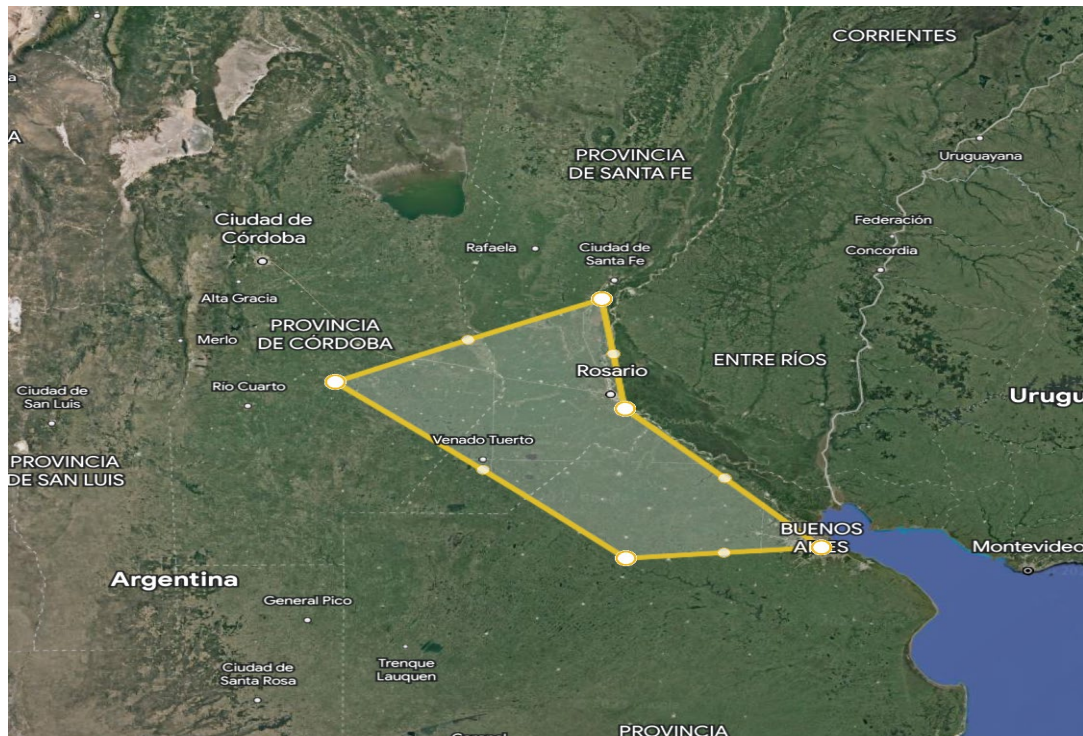 CORRIENTES
Uruguayana
PROVINCIA
DE SANTA FE
Ciudad de
Córdoba
Rafaela
Ciudad de
Santa Fe
Federación
Concordia
Alta Gracia
PROVINCIA
DE CÓRDOBA
Merlo
ENTRE RÍOS
Río Cuarto
Rosario
Ciudad de
San Luis
Venado Tuerto
PROVINCIA
DE SAN LUIS
BUENOS
Montevideo
Argentina
General Pico
Trenque
Lauquen
Ciudad de
Santa Rosa
PROVINCIA